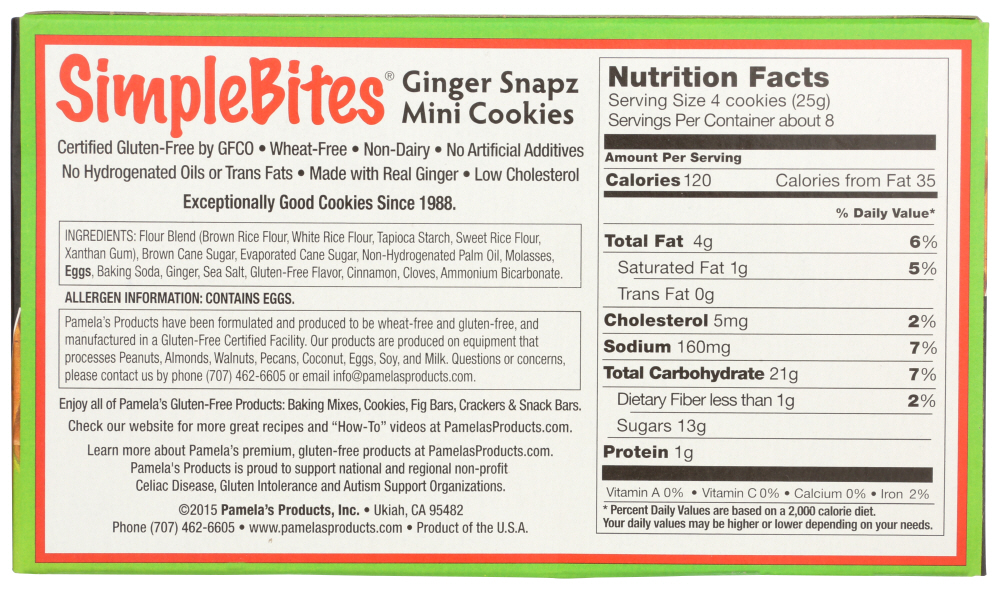 SimpleBites® Ginger Snapz
Mini Cookies
Certified Gluten-Free by GFCO • Wheat-Free • Non-Dairy • No Artificial Additives
No Hydrogenated Oils or Trans Fats • Made with Real Ginger • Low Cholesterol
Exceptionally Good Cookies Since 1988.
INGREDIENTS: Flour Blend (Brown Rice Flour, White Rice Flour, Tapioca Starch, Sweet Rice Flour,
Xanthan Gum), Brown Cane Sugar, Evaporated Cane Sugar, Non-Hydrogenated Palm Oil, Molasses,
Eggs, Baking Soda, Ginger, Sea Salt, Gluten-Free Flavor, Cinnamon, Cloves, Ammonium Bicarbonate.
ALLERGEN INFORMATION: CONTAINS EGGS.
Pamela's Products have been formulated and produced to be wheat-free and gluten-free, and
manufactured in a Gluten-Free Certified Facility. Our products are produced on equipment that
processes Peanuts, Almonds, Walnuts, Pecans, Coconut, Eggs, Soy, and Milk. Questions or concerns,
please contact us by phone (707) 462-6605 or email info@pamelasproducts.com.
Enjoy all of Pamela's Gluten-Free Products: Baking Mixes, Cookies, Fig Bars, Crackers & Snack Bars.
Check our website for more great recipes and "How-To" videos at PamelasProducts.com.
Learn more about Pamela's premium, gluten-free products at PamelasProducts.com.
Pamela's Products is proud to support national and regional non-profit
Celiac Disease, Gluten Intolerance and Autism Support Organizations.
©2015 Pamela's Products, Inc. • Ukiah, CA 95482
Phone (707) 462-6605 • www.pamelasproducts.com • Product of the U.S.A.
Nutrition Facts
Serving Size 4 cookies (25g)
Servings Per Container about 8
Amount Per Serving
Calories 120 Calories from Fat 35
% Daily Value*
Total Fat 4g 6%
Saturated Fat 1g 5%
Trans Fat 0g
Cholesterol 5mg 2%
Sodium 160mg 7%
Total Carbohydrate 21g 7%
Dietary Fiber less than 1g 2%
Sugars 13g
Protein 1g
Vitamin A 0% • Vitamin C 0% • Calcium 0% • Iron 2%
* Percent Daily Values are based on a 2,000 calorie diet.
Your daily values may be higher or lower depending on your needs.